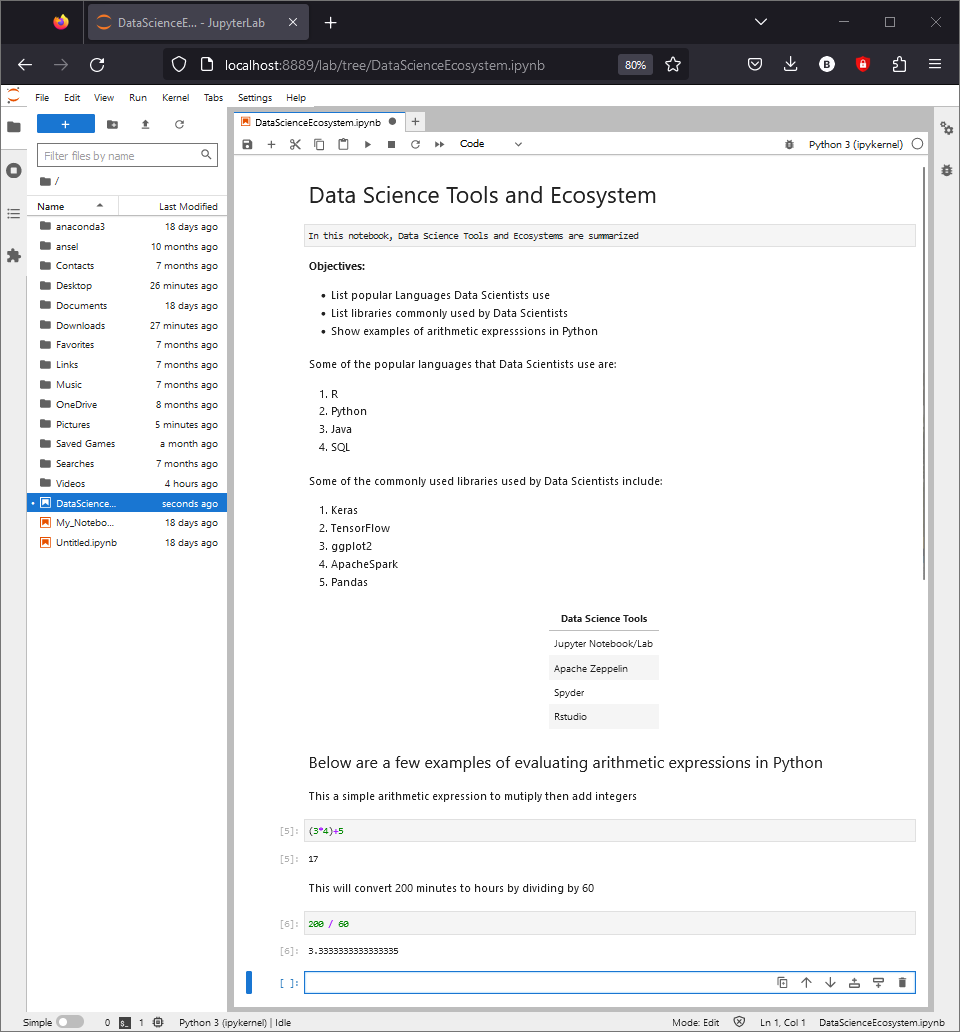 DataScienceE... - JupyterLab
localhost:8889/lab/tree/DataScienceEcosystem.ipynb 80%
File Edit View Run Kernel Tabs Settings Help
DataScienceEcosystem.ipynb
Code
Python 3 (ipykernel)
Filter files by name
/
Name Last Modified
anaconda3 18 days ago
ansel 10 months ago
Contacts 7 months ago
Desktop 26 minutes ago
Documents 18 days ago
Downloads 27 minutes ago
Favorites 7 months ago
Links 7 months ago
Music 7 months ago
OneDrive 8 months ago
Pictures 5 minutes ago
Saved Games a month ago
Searches 7 months ago
Videos 4 hours ago
DataScience... seconds ago
My_Notebo... 18 days ago
Untitled.ipynb 18 days ago
Data Science Tools and Ecosystem
In this notebook, Data Science Tools and Ecosystems are summarized
Objectives:
• List popular Languages Data Scientists use
• List libraries commonly used by Data Scientists
• Show examples of arithmetic expresssions in Python
Some of the popular languages that Data Scientists use are:
1. R
2. Python
3. Java
4. SQL
Some of the commonly used libraries used by Data Scientists include:
1. Keras
2. TensorFlow
3. ggplot2
4. ApacheSpark
5. Pandas
Data Science Tools
Jupyter Notebook/Lab
Apache Zeppelin
Spyder
Rstudio
Below are a few examples of evaluating arithmetic expressions in Python
This a simple arithmetic expression to mutiply then add integers
[5]: (3*4)+5
[5]: 17
This will convert 200 minutes to hours by dividing by 60
[6]: 200 / 60
[6]: 3.3333333333333335
[ ]:
Simple 0 1 Python 3 (ipykernel) | Idle Mode: Edit Ln 1, Col 1 DataScienceEcosystem.ipynb